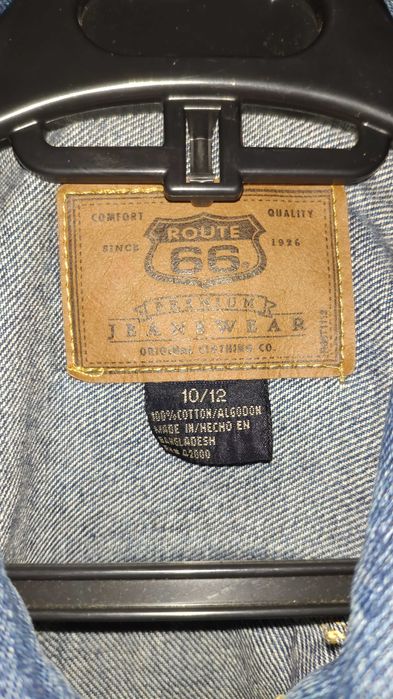 COMFORT QUALITY
ROUTE
SINCE 66 1926
PREMIUM
JEANSWEAR
ORIGINAL CLOTHING CO.
10/12
100%COTTON/ALGODON
MADE IN/HECHO EN
BANGLADESH